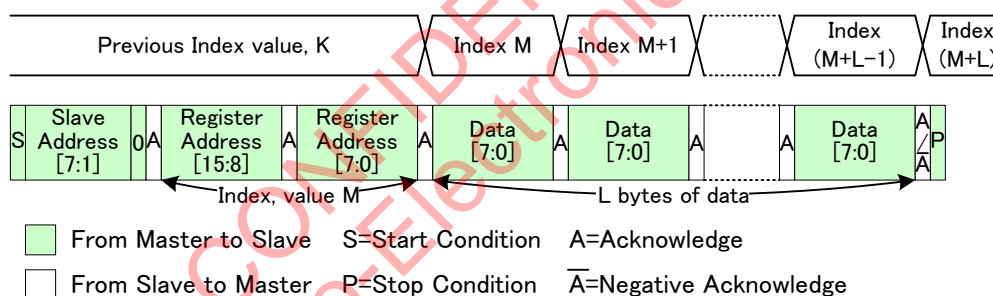 Previous Index value, K
Index M
Index M+1
Index
(M+L-1)
Index
(M+L)
S
Slave
Address
[7:1]
0
A
Register
Address
[15:8]
A
Register
Address
[7:0]
A
Data
[7:0]
A
Data
[7:0]
A
A
Data
[7:0]
A
/
A̅
P
Index, value M
L bytes of data
From Master to Slave
S=Start Condition
A=Acknowledge
From Slave to Master
P=Stop Condition
A̅=Negative Acknowledge